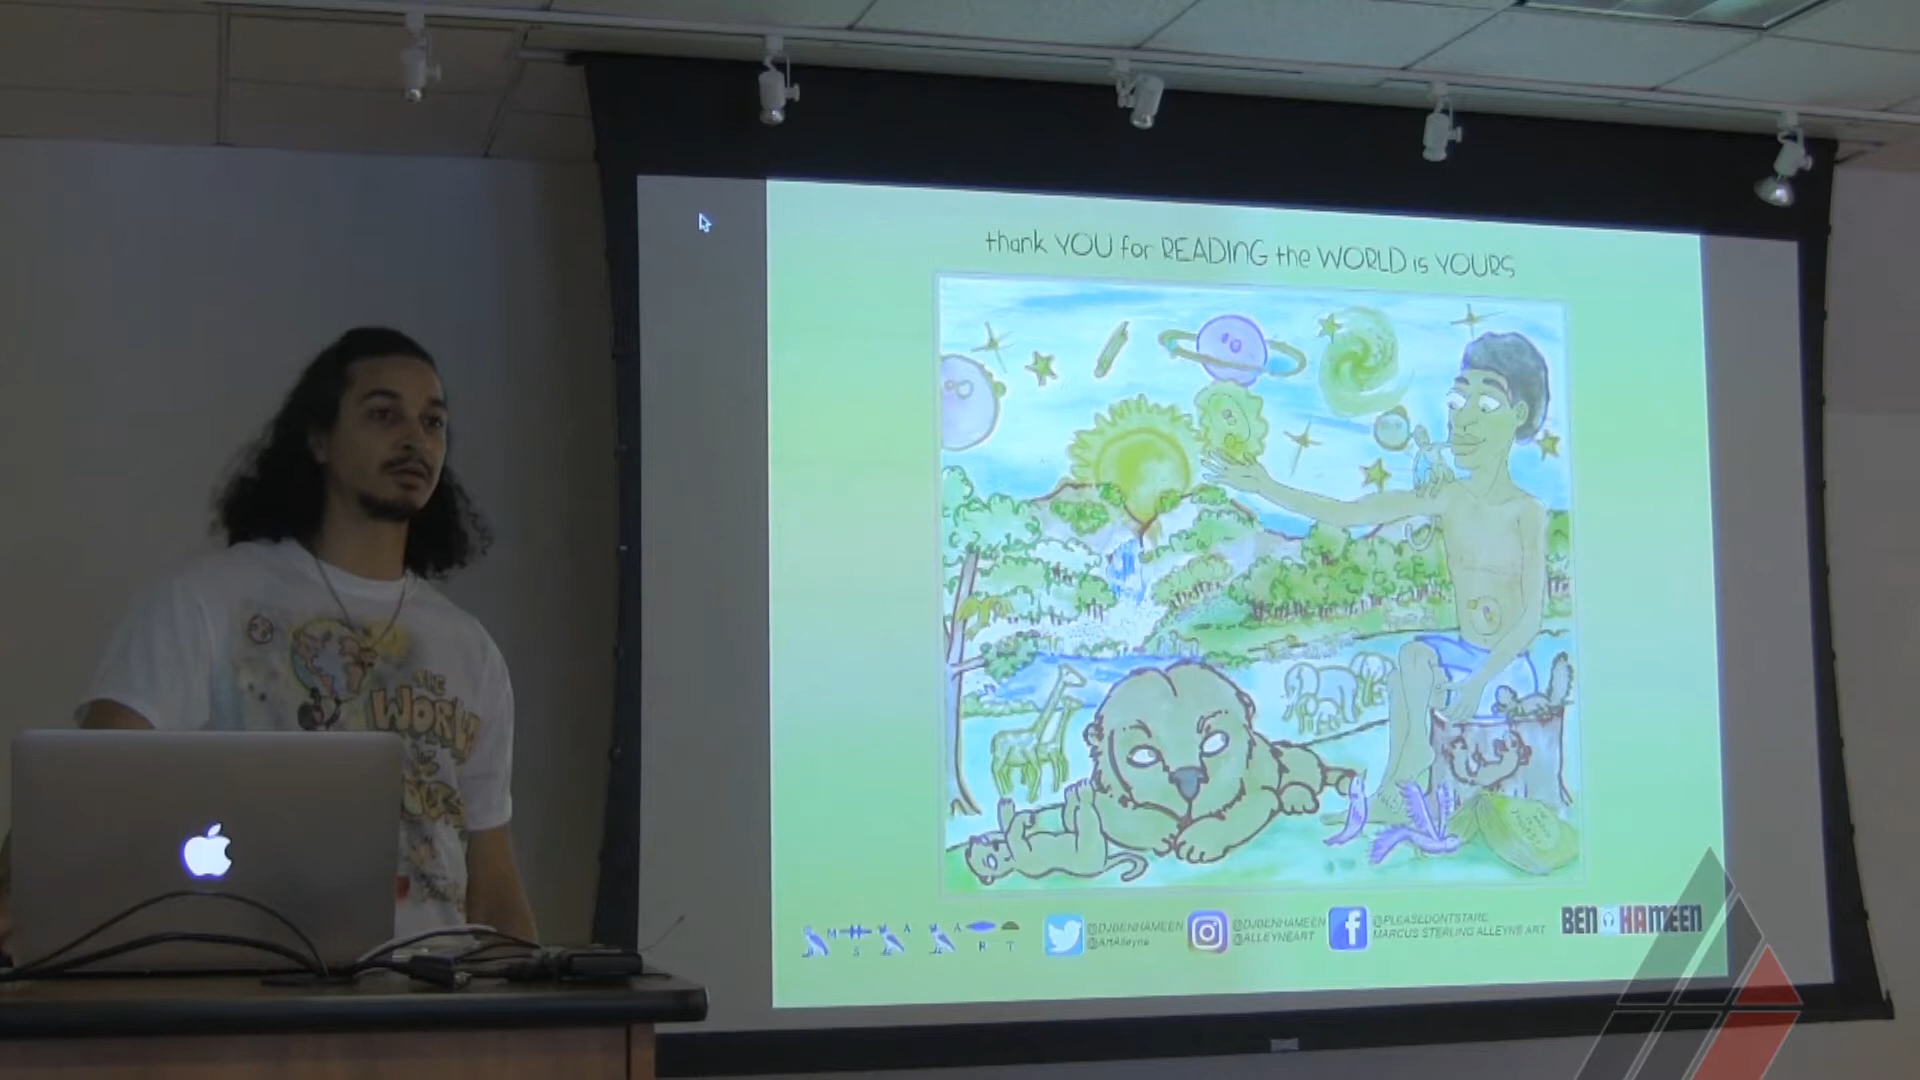 thank YOU for READING the WORLD is YOURS
THE
WORLD
@DJBENHAMEEN
@ArtAlleyne
@DJBENHAMEEN
@ALLEYNEART
@PLEASEDONTSTARE
MARCUS STERLING ALLEYNE ART
BEN HAMEEN